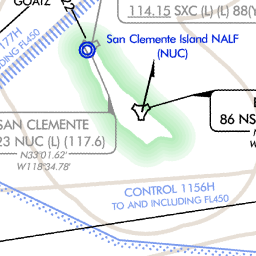 GOATZ
22
114.15 SXC (L) (L) 88(Y
177H
FL450
San Clemente Island NALF
(NUC)
SAN CLEMENTE
23 NUC (L) (117.6)
N33 01.62'
W118 34.78'
86 NS
CONTROL 1156H
TO AND INCLUDING FL450